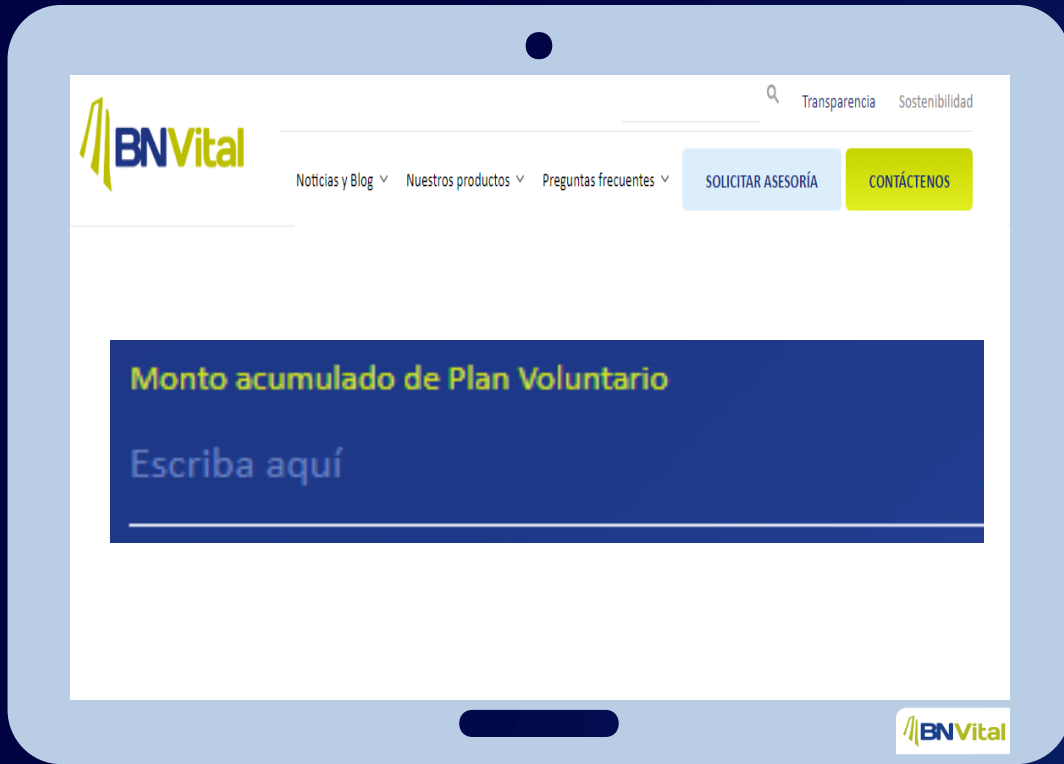 Transparencia Sostenibilidad
BNVital
Noticias y Blog Nuestros productos Preguntas frecuentes SOLICITAR ASESORÍA CONTÁCTENOS
Monto acumulado de Plan Voluntario
Escriba aquí
BNVital